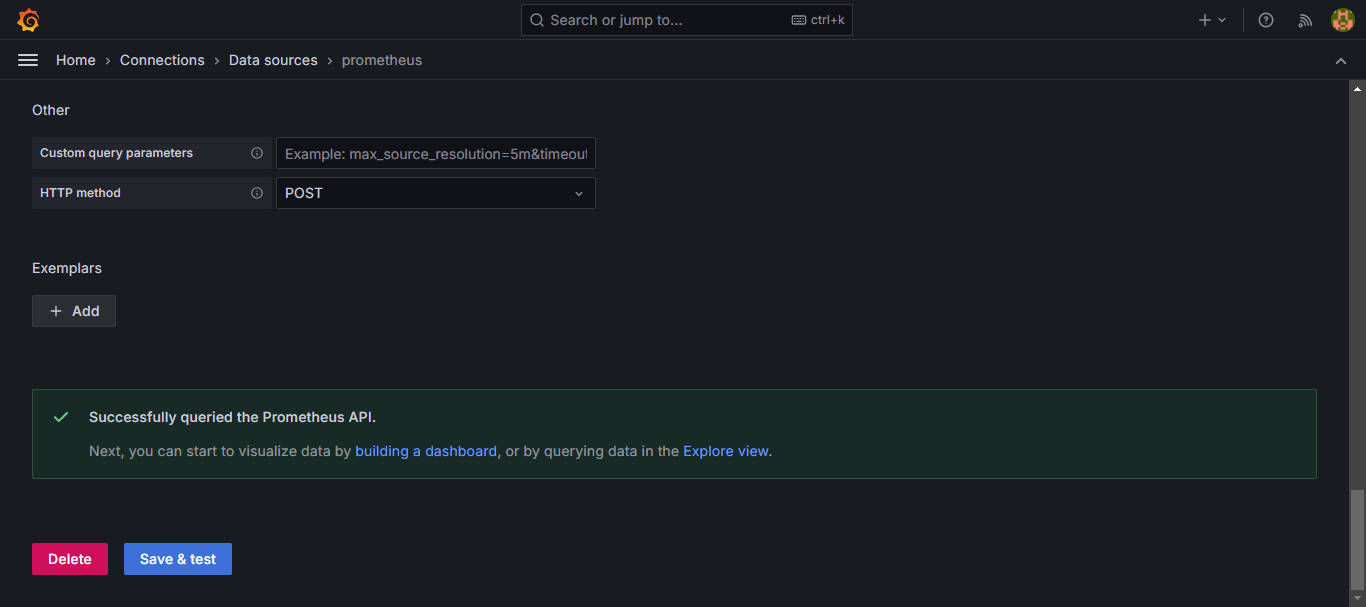 Search or jump to... ctrl+k
Home › Connections › Data sources › prometheus
Other
Custom query parameters Example: max_source_resolution=5m&timeout
HTTP method POST
Exemplars
+ Add
Successfully queried the Prometheus API.
Next, you can start to visualize data by building a dashboard, or by querying data in the Explore view.
Delete Save & test